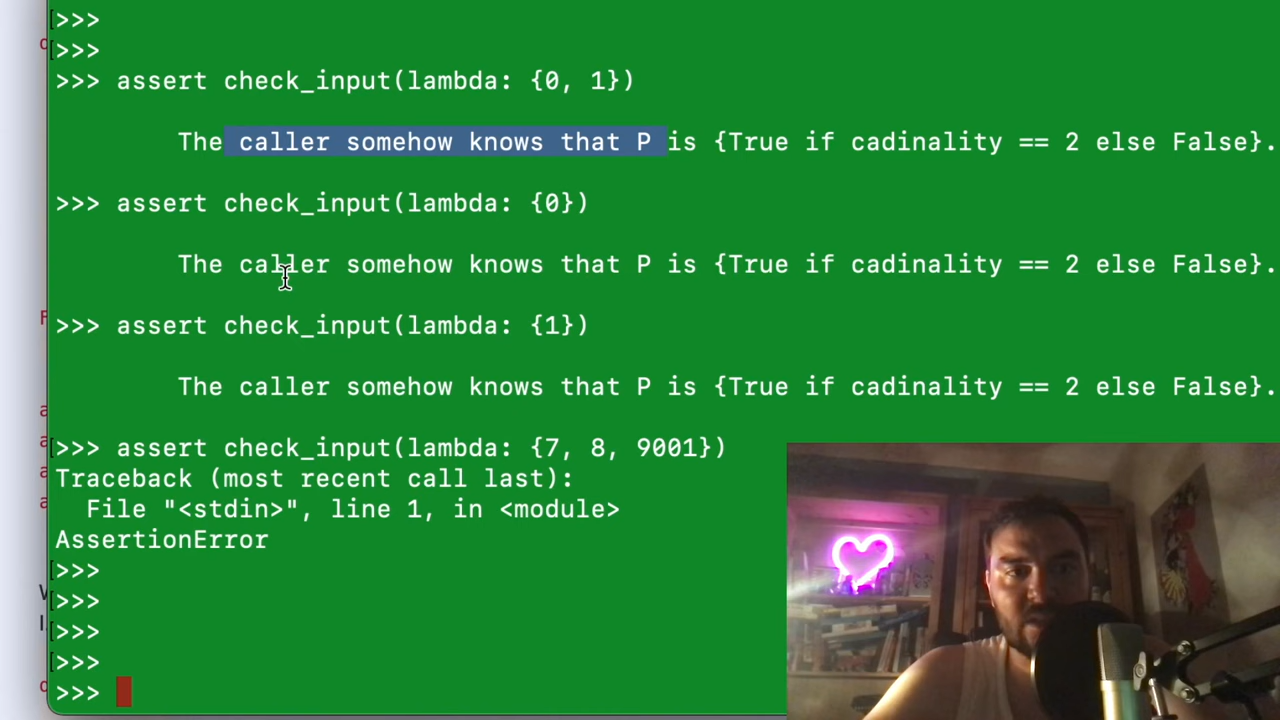 >>>
>>>
>>> assert check_input(lambda: {0, 1})
The caller somehow knows that P is {True if cadinality == 2 else False}.
>>> assert check_input(lambda: {0})
The caller somehow knows that P is {True if cadinality == 2 else False}.
>>> assert check_input(lambda: {1})
The caller somehow knows that P is {True if cadinality == 2 else False}.
>>> assert check_input(lambda: {7, 8, 9001})
Traceback (most recent call last):
File "<stdin>", line 1, in <module>
AssertionError
>>>
>>>
>>>
>>>
>>>